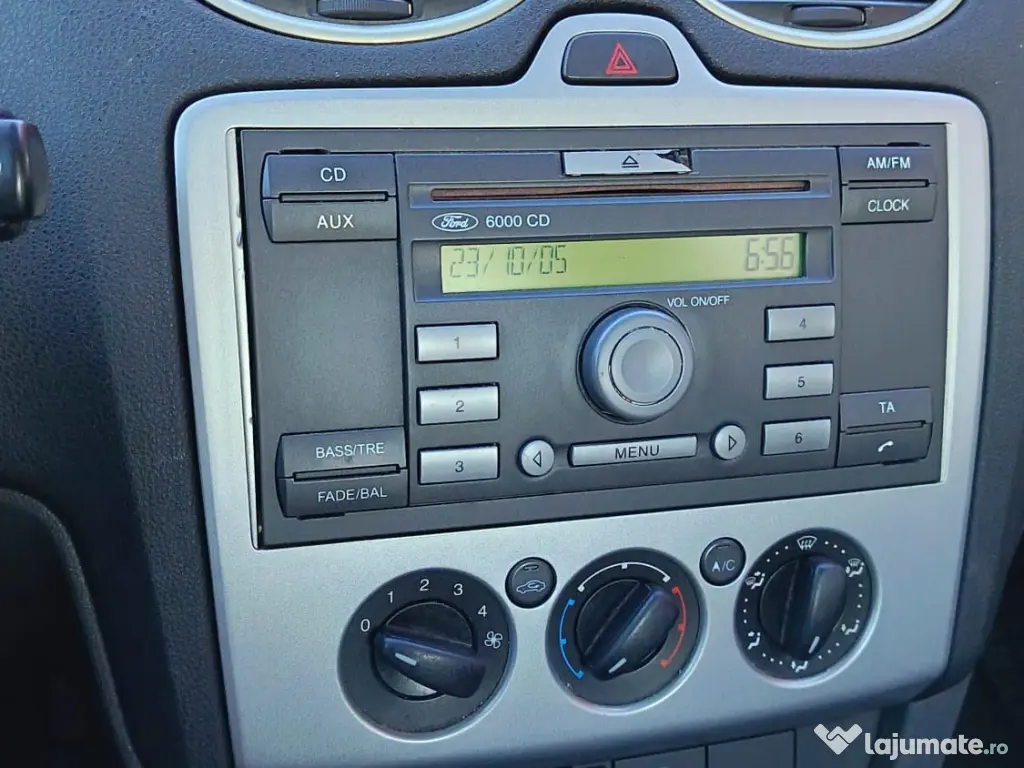 CD
AUX
AM/FM
CLOCK
Ford 6000 CD
23/10/05 6:56
VOL ON/OFF
1
2
3
4
5
6
MENU
BASS/TRE
FADE/BAL
TA
0 1 2 3 4
A/C
lajumate.ro